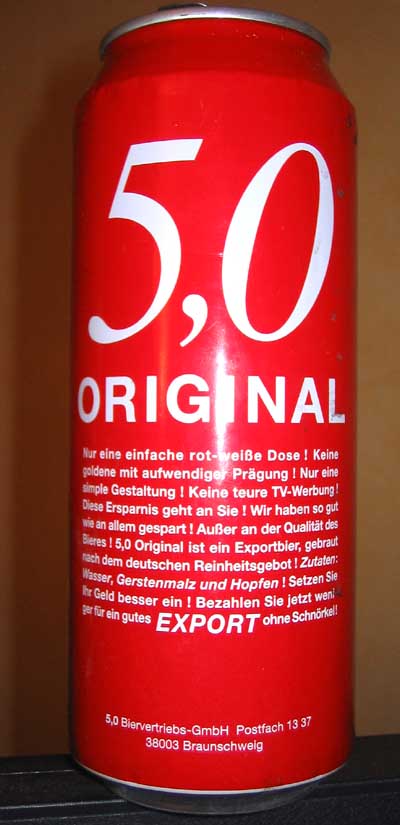 5,0
ORIGINAL
Nur eine einfache rot-weiße Dose ! Keine
goldene mit aufwendiger Prägung ! Nur eine
simple Gestaltung ! Keine teure TV-Werbung !
Diese Ersparnis geht an Sie ! Wir haben so gut
wie an allem gespart ! Außer an der Qualität des
Bieres ! 5,0 Original ist ein Exportbier, gebraut
nach dem deutschen Reinheitsgebot ! Zutaten:
Wasser, Gerstenmalz und Hopfen ! Setzen Sie
Ihr Geld besser ein ! Bezahlen Sie jetzt weni-
ger für ein gutes EXPORT ohne Schnörkel!
5,0 Biervertriebs-GmbH Postfach 13 37
38003 Braunschweig